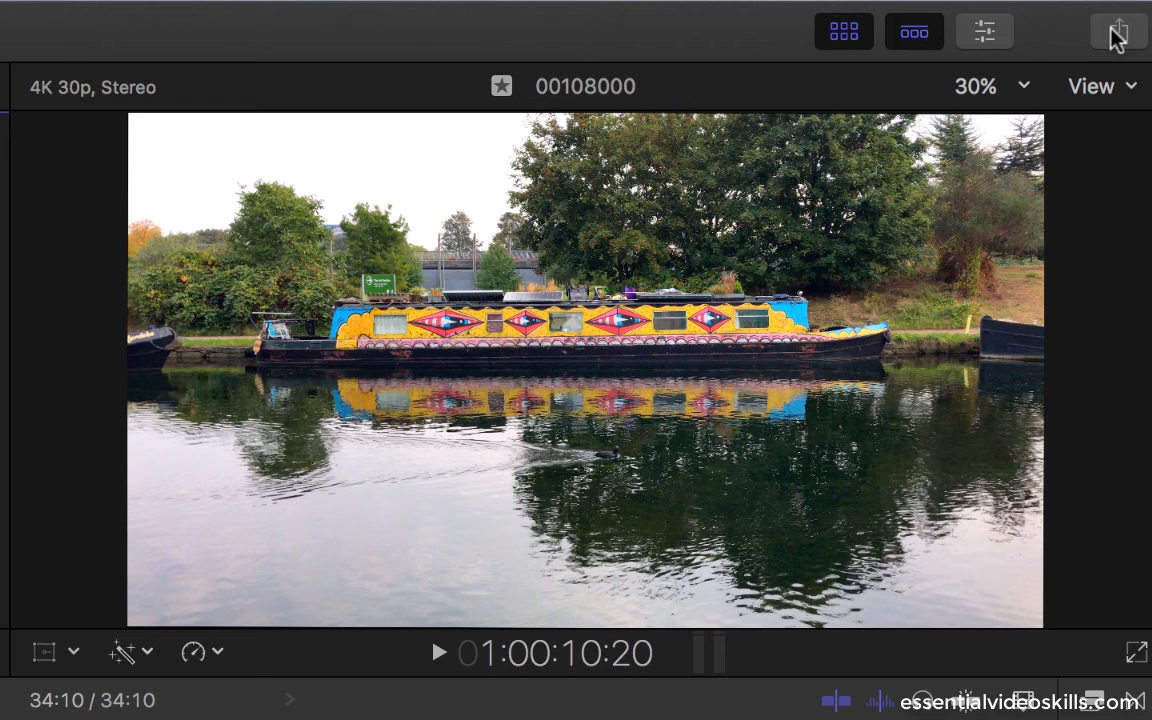 4K 30p, Stereo
00108000
30%
View
01:00:10:20
34:10 / 34:10
essentialvideoskills.com